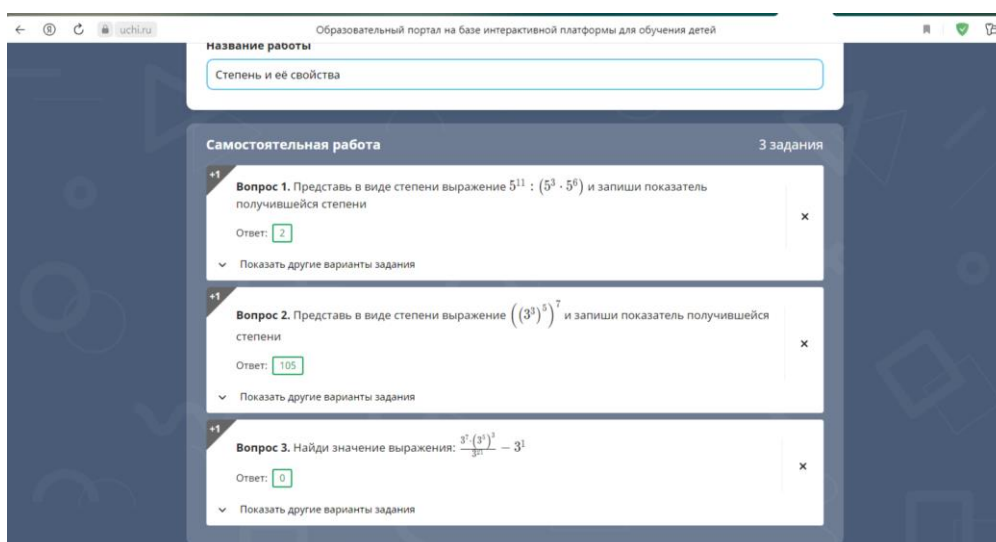 uchi.ru
Образовательный портал на базе интерактивной платформы для обучения детей
Название работы
Степень и её свойства
Самостоятельная работа
3 задания
+1
Вопрос 1. Представь в виде степени выражение 5¹¹ : (5³ · 5⁶) и запиши показатель
получившейся степени
Ответ: 2
Показать другие варианты задания
+1
Вопрос 2. Представь в виде степени выражение ((3³)⁵)⁷ и запиши показатель получившейся
степени
Ответ: 105
Показать другие варианты задания
+1
Вопрос 3. Найди значение выражения: − 3¹
Ответ: 0
Показать другие варианты задания